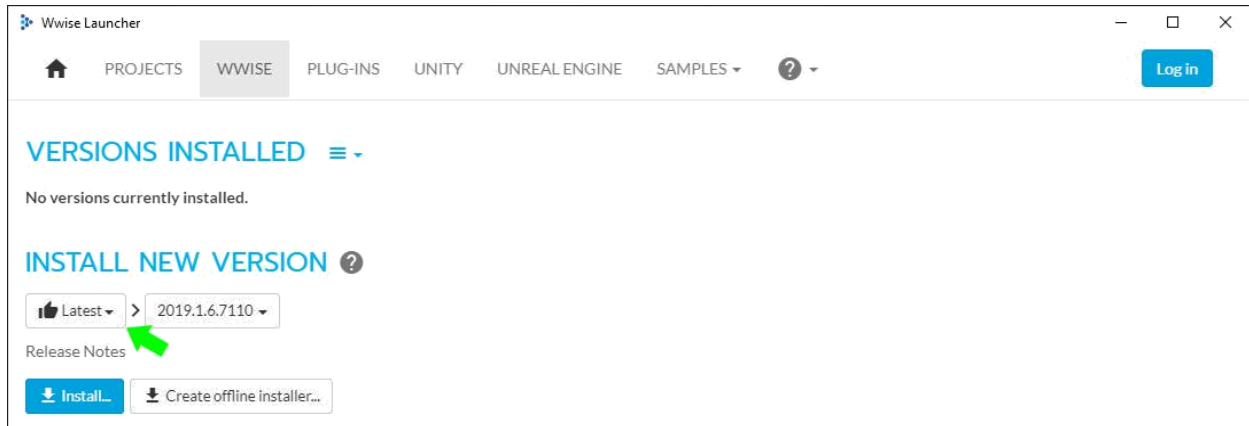 Wwise Launcher
PROJECTS WWISE PLUG-INS UNITY UNREAL ENGINE SAMPLES ? Log in
VERSIONS INSTALLED
No versions currently installed.
INSTALL NEW VERSION ?
Latest > 2019.1.6.7110
Release Notes
Install... Create offline installer...